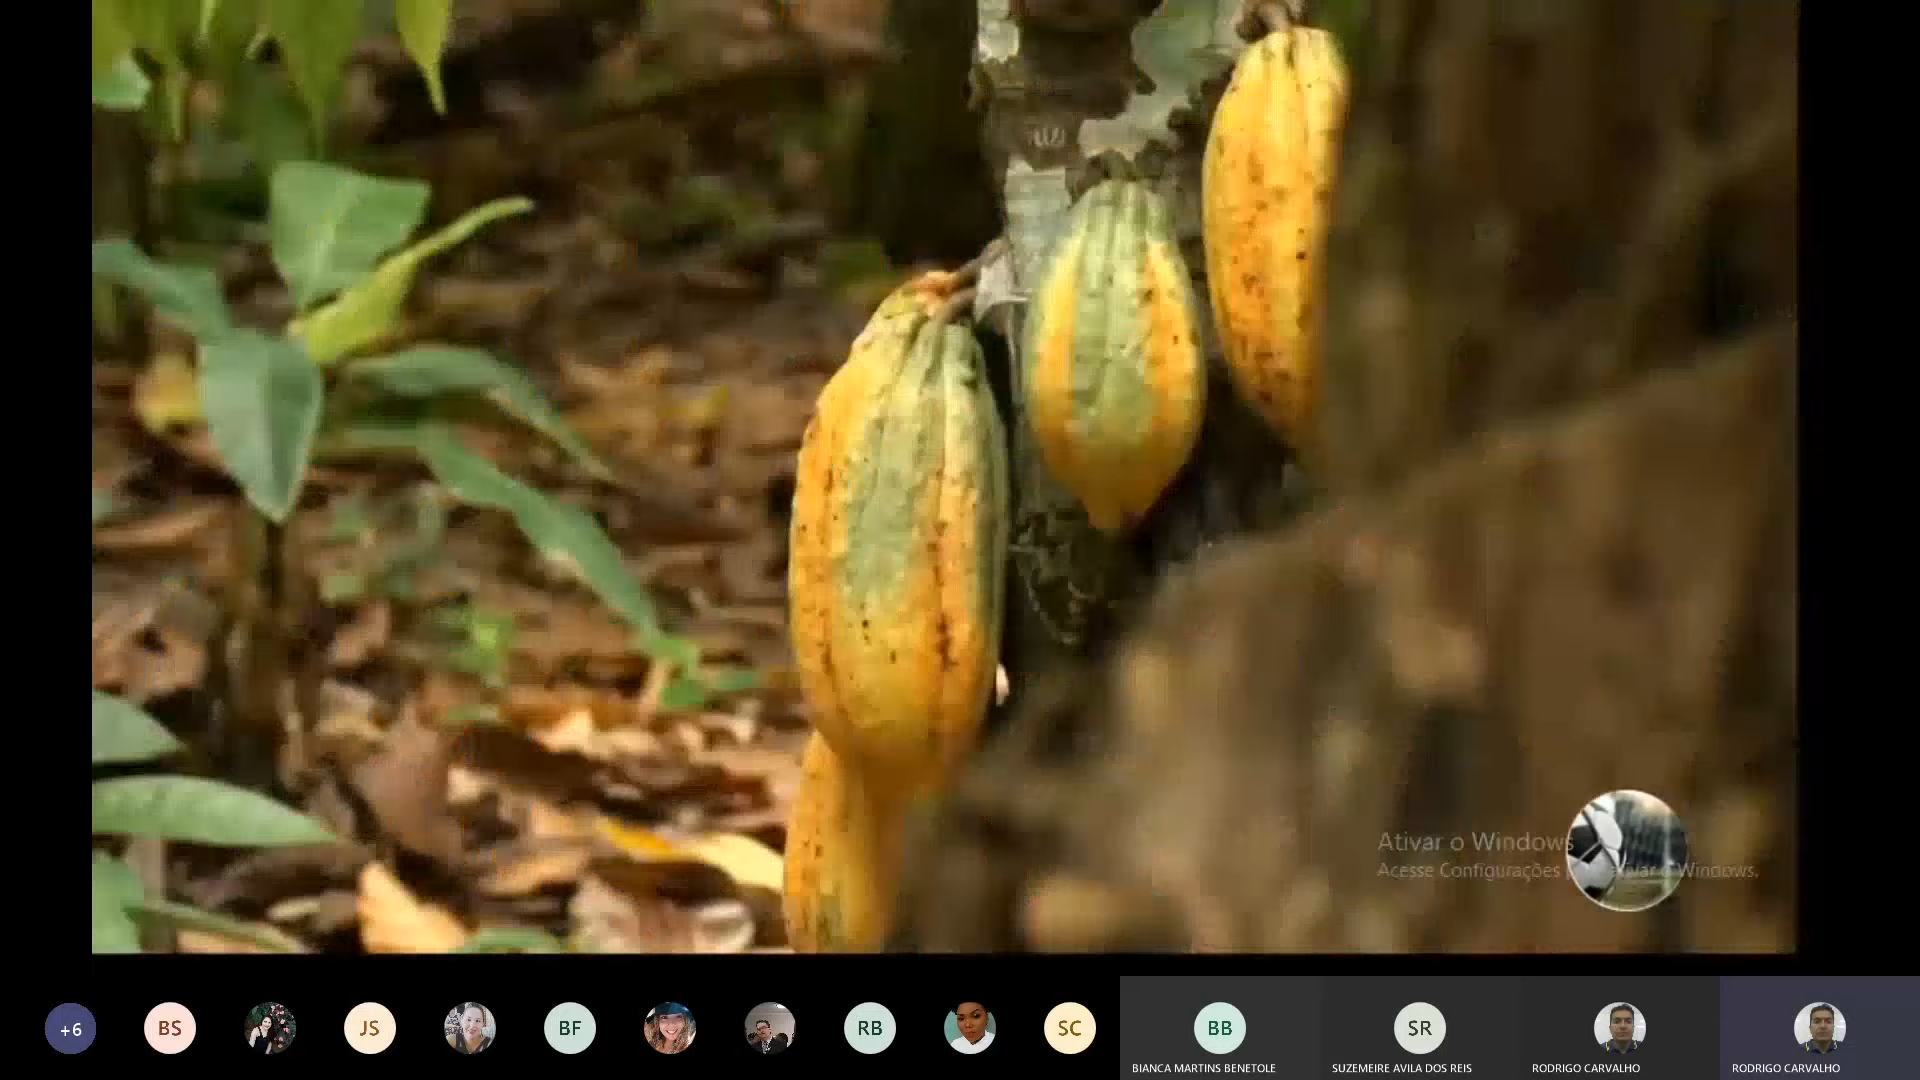 Ativar o Windows
Acesse Configurações ativar o Windows.
+6
BS
JS
BF
RB
SC
BB
SR
BIANCA MARTINS BENETOLE
SUZEMEIRE AVILA DOS REIS
RODRIGO CARVALHO
RODRIGO CARVALHO